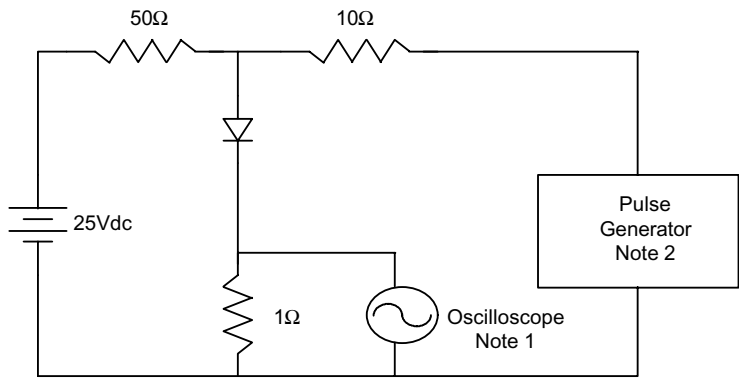 50Ω
10Ω
25Vdc
Pulse
Generator
Note 2
1Ω
Oscilloscope
Note 1